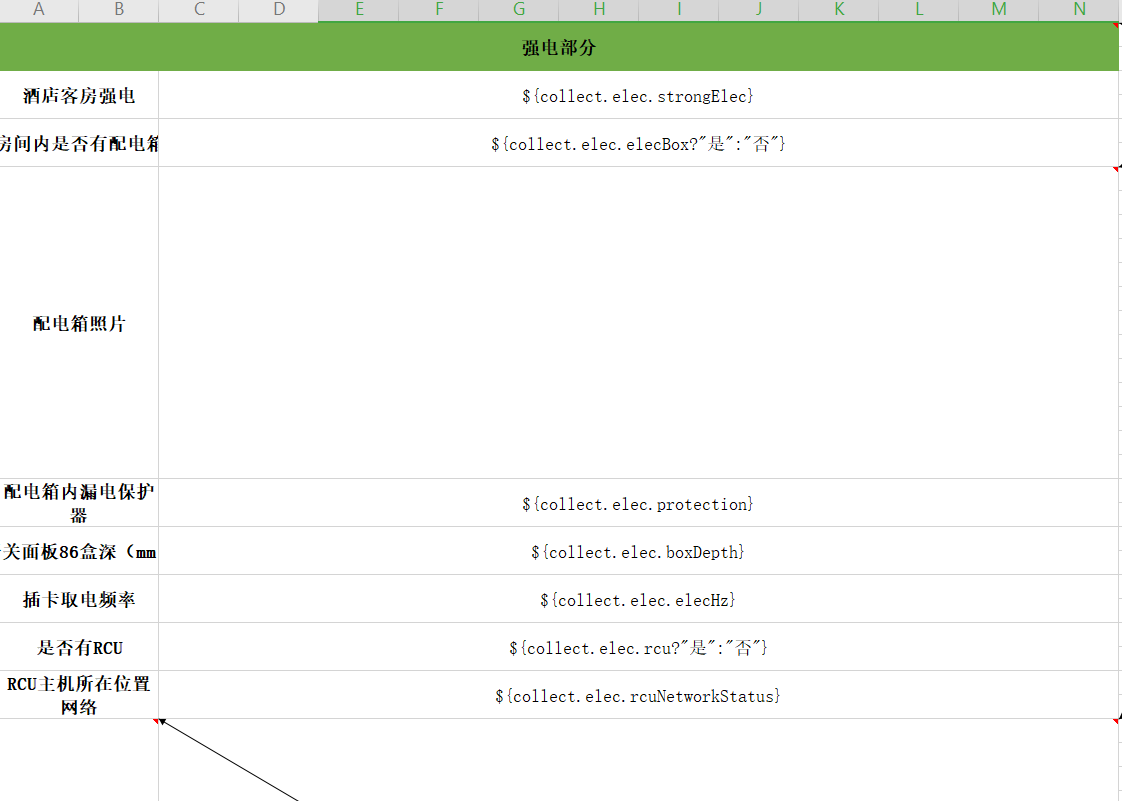 A B C D E F G H I J K L M N
强电部分
酒店客房强电 ${collect.elec.strongElec}
房间内是否有配电箱 ${collect.elec.elecBox?"是":"否"}
配电箱照片
配电箱内漏电保护
器
${collect.elec.protection}
关面板86盒深（mm ${collect.elec.boxDepth}
插卡取电频率 ${collect.elec.elecHz}
是否有RCU ${collect.elec.rcu?"是":"否"}
RCU主机所在位置
网络
${collect.elec.rcuNetworkStatus}